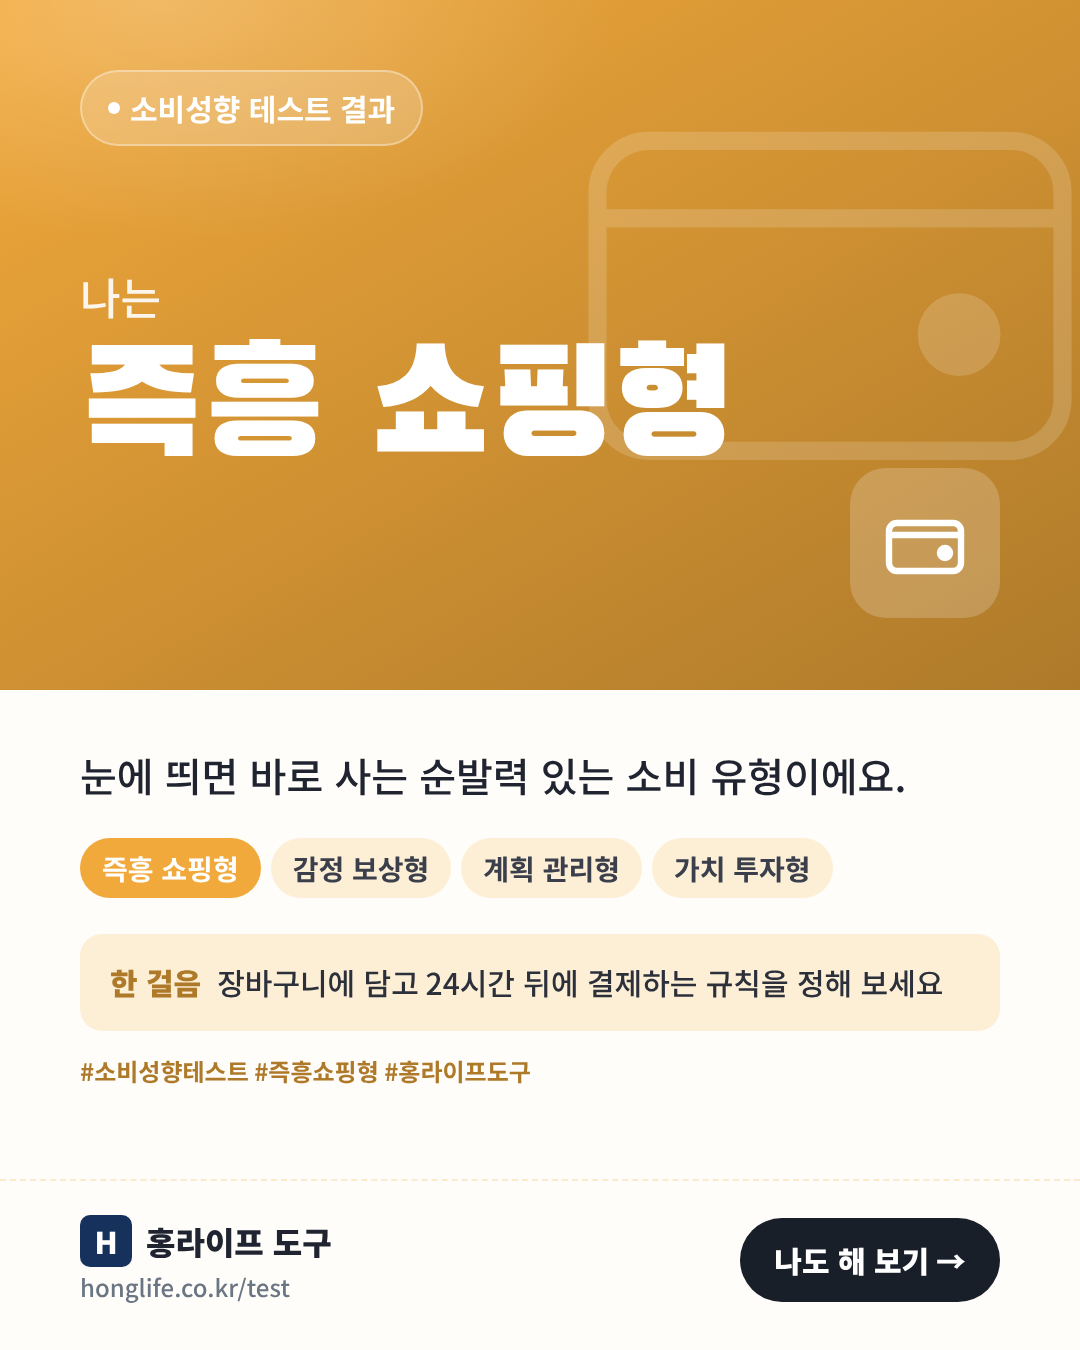 소비성향 테스트 결과
나는
즉흥 쇼핑형
눈에 띄면 바로 사는 순발력 있는 소비 유형이에요.
즉흥 쇼핑형 감정 보상형 계획 관리형 가치 투자형
한 걸음 장바구니에 담고 24시간 뒤에 결제하는 규칙을 정해 보세요
#소비성향테스트 #즉흥쇼핑형 #홍라이프도구
H 홍라이프 도구
honglife.co.kr/test
나도 해 보기 →